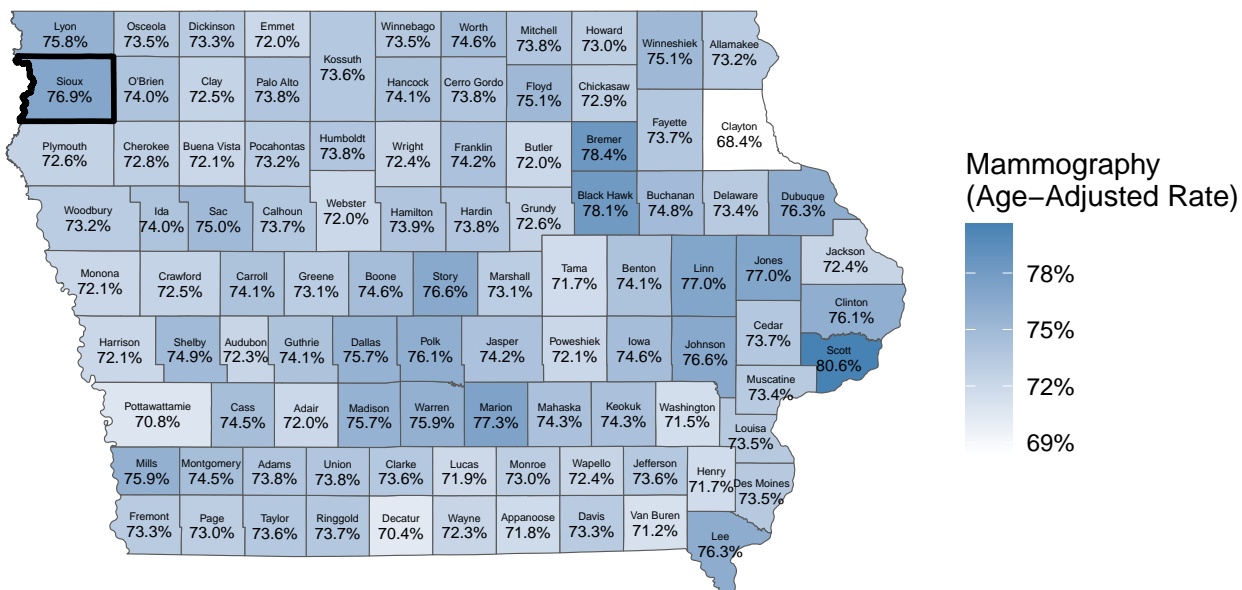 Lyon
75.8%
Osceola
73.5%
Dickinson
73.3%
Emmet
72.0%
Kossuth
73.6%
Winnebago
73.5%
Worth
74.6%
Mitchell
73.8%
Howard
73.0%
Winneshiek
75.1%
Allamakee
73.2%
Sioux
76.9%
O'Brien
74.0%
Clay
72.5%
Palo Alto
73.8%
Hancock
74.1%
Cerro Gordo
73.8%
Floyd
75.1%
Chickasaw
72.9%
Fayette
73.7%
Clayton
68.4%
Plymouth
72.6%
Cherokee
72.8%
Buena Vista
72.1%
Pocahontas
73.2%
Humboldt
73.8%
Wright
72.4%
Franklin
74.2%
Butler
72.0%
Bremer
78.4%
Woodbury
73.2%
Ida
74.0%
Sac
75.0%
Calhoun
73.7%
Webster
72.0%
Hamilton
73.9%
Hardin
73.8%
Grundy
72.6%
Black Hawk
78.1%
Buchanan
74.8%
Delaware
73.4%
Dubuque
76.3%
Monona
72.1%
Crawford
72.5%
Carroll
74.1%
Greene
73.1%
Boone
74.6%
Story
76.6%
Marshall
73.1%
Tama
71.7%
Benton
74.1%
Linn
77.0%
Jones
77.0%
Jackson
72.4%
Clinton
76.1%
Harrison
72.1%
Shelby
74.9%
Audubon
72.3%
Guthrie
74.1%
Dallas
75.7%
Polk
76.1%
Jasper
74.2%
Poweshiek
72.1%
Iowa
74.6%
Johnson
76.6%
Cedar
73.7%
Scott
80.6%
Muscatine
73.4%
Pottawattamie
70.8%
Cass
74.5%
Adair
72.0%
Madison
75.7%
Warren
75.9%
Marion
77.3%
Mahaska
74.3%
Keokuk
74.3%
Washington
71.5%
Louisa
73.5%
Mills
75.9%
Montgomery
74.5%
Adams
73.8%
Union
73.8%
Clarke
73.6%
Lucas
71.9%
Monroe
73.0%
Wapello
72.4%
Jefferson
73.6%
Henry
71.7%
Des Moines
73.5%
Fremont
73.3%
Page
73.0%
Taylor
73.6%
Ringgold
73.7%
Decatur
70.4%
Wayne
72.3%
Appanoose
71.8%
Davis
73.3%
Van Buren
71.2%
Lee
76.3%
Mammography
(Age−Adjusted Rate)
78%
75%
72%
69%